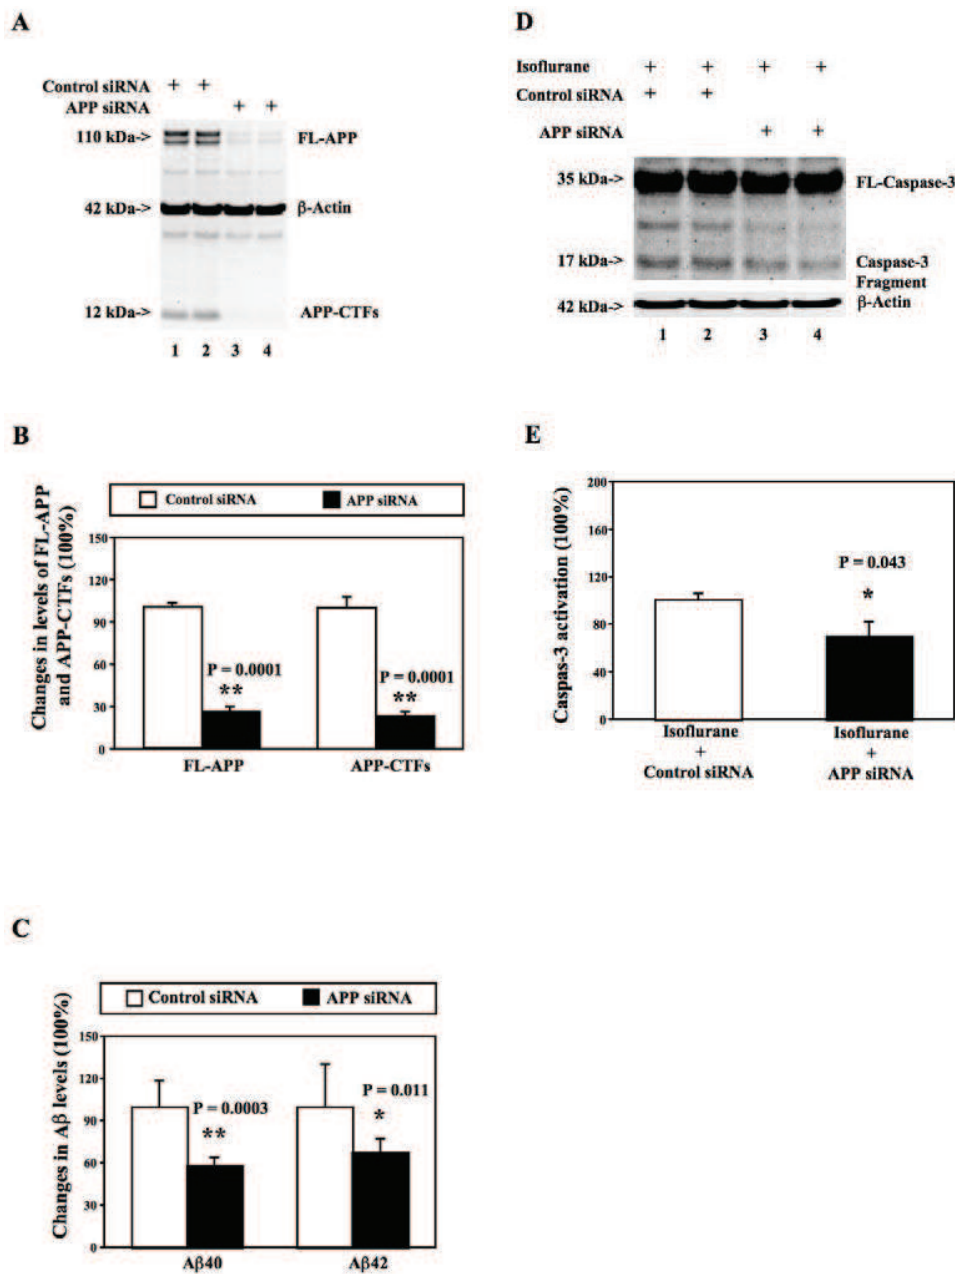 A
Control siRNA + +
APP siRNA + +
110 kDa-> FL-APP
42 kDa-> β-Actin
12 kDa-> APP-CTFs
1 2 3 4
B
Control siRNA APP siRNA
Changes in levels of FL-APP
and APP-CTFs (100%)
150
120
90
60
30
0
P = 0.0001
**
P = 0.0001
**
FL-APP APP-CTFs
C
Control siRNA APP siRNA
Changes in Aβ levels (100%)
150
120
90
60
30
0
P = 0.0003
**
P = 0.011
*
Aβ40 Aβ42
D
Isoflurane + + + +
Control siRNA + +
APP siRNA + +
35 kDa-> FL-Caspase-3
17 kDa-> Caspase-3
Fragment
42 kDa-> β-Actin
1 2 3 4
E
Caspas-3 activation (100%)
200
160
120
80
40
0
P = 0.043
*
Isoflurane Isoflurane
+ +
Control siRNA APP siRNA